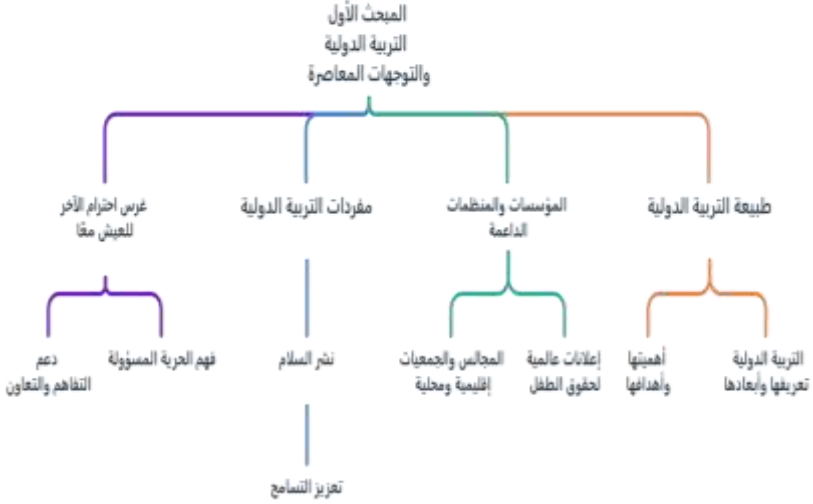 المبحث الأول
التربية الدولية
والتوجهات المعاصرة
طبيعة التربية الدولية
المؤسسات والمنظمات
الداعمة
مفردات التربية الدولية
غرس احترام الآخر
للعيش معًا
التربية الدولية
تعريفها وأبعادها
أهميتها
وأهدافها
إعلانات عالمية
لحقوق الطفل
المجالس والجمعيات
إقليمية ومحلية
نشر السلام
فهم الحرية المسؤولة
دعم
التفاهم والتعاون
تعزيز التسامح